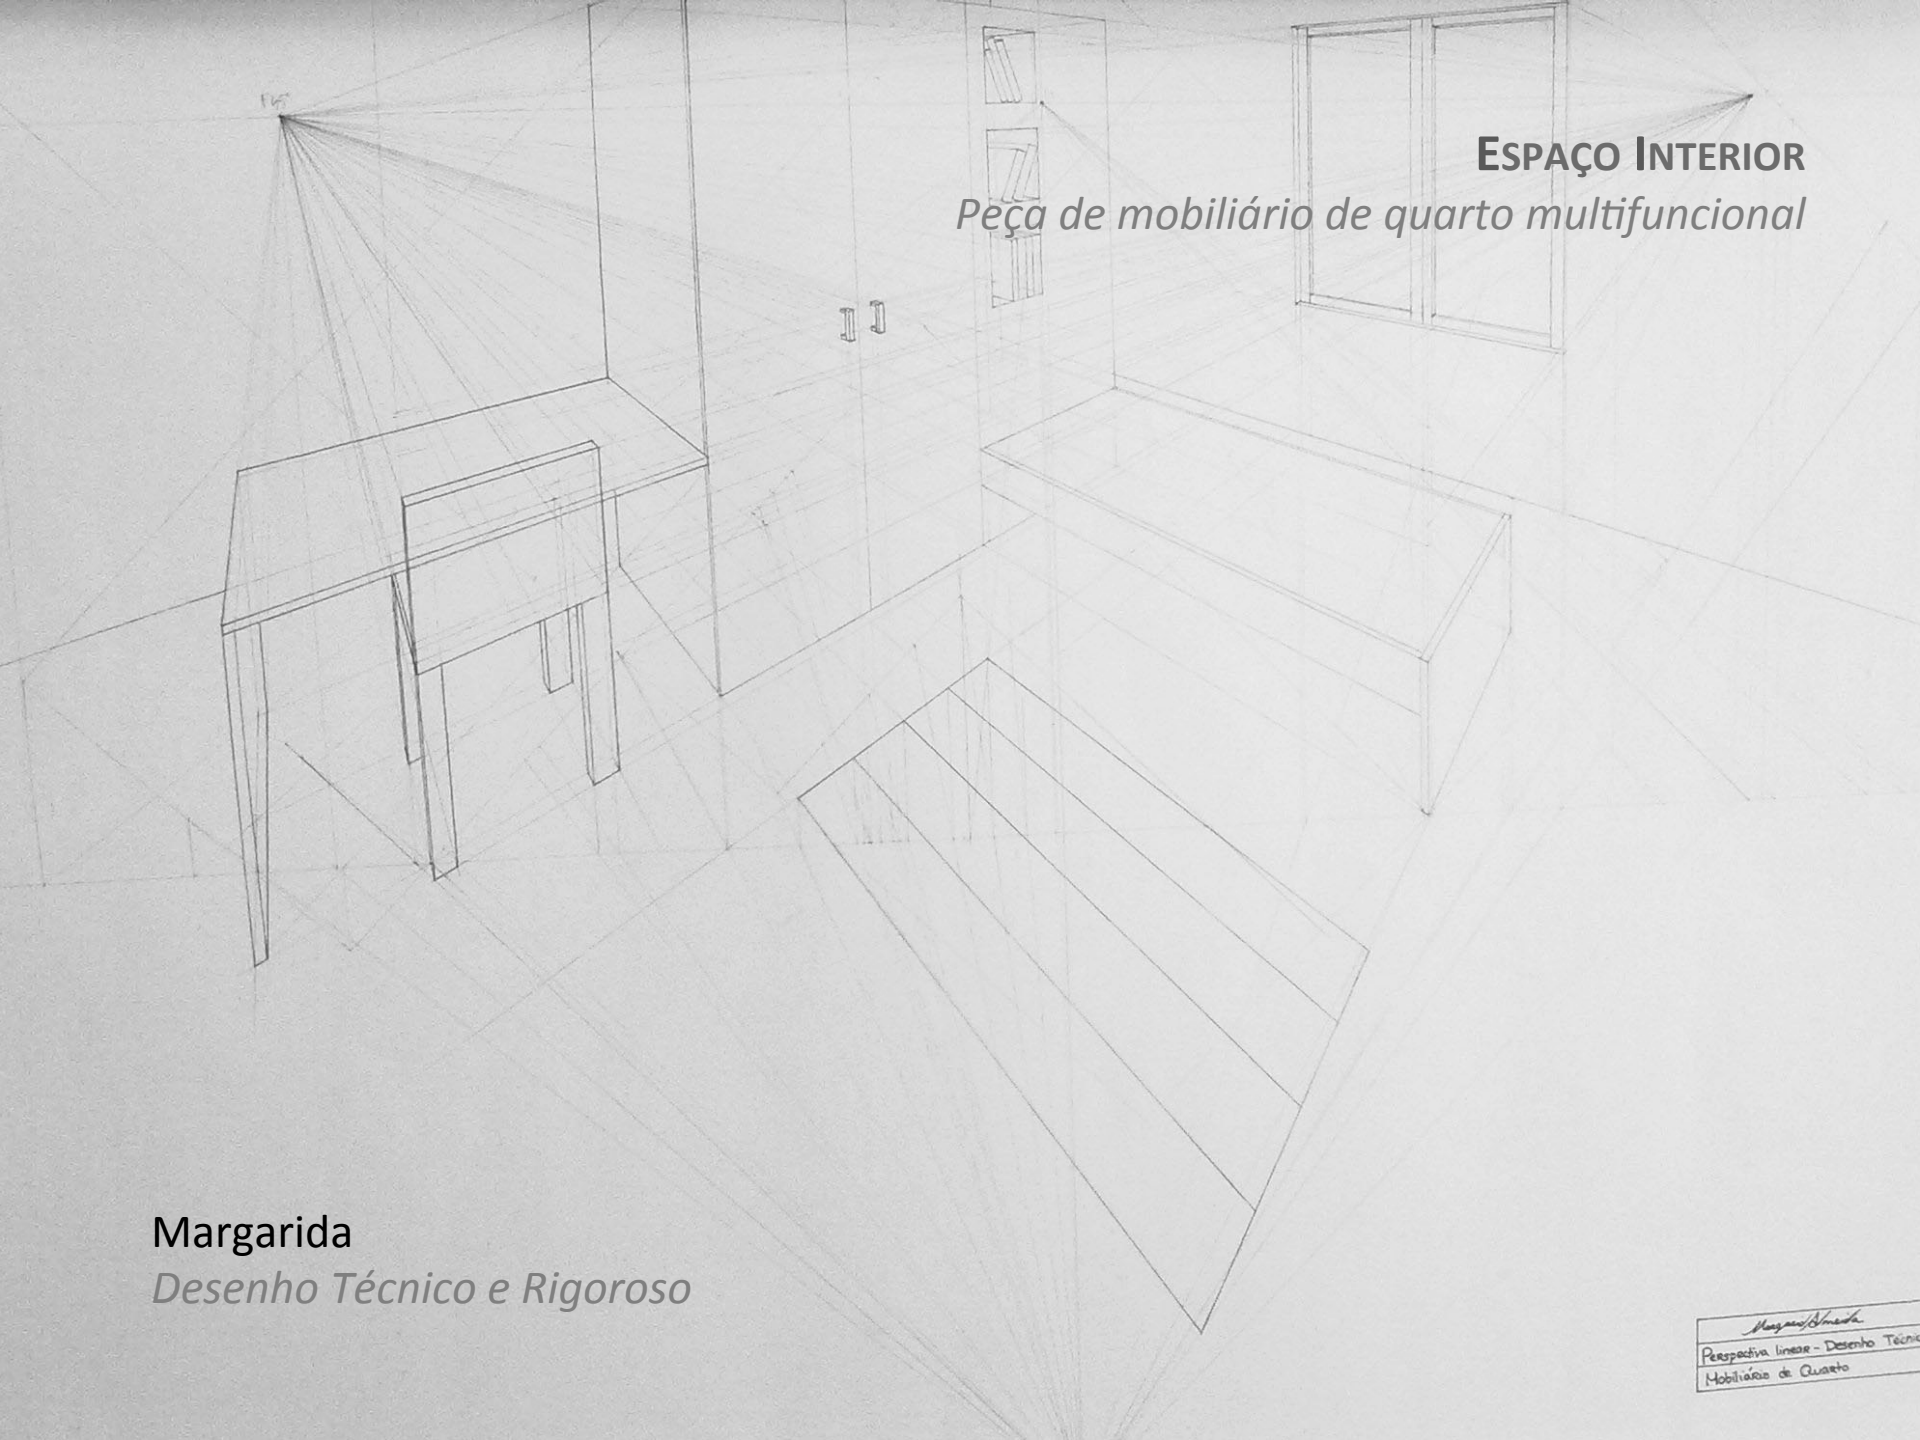 F45°
ESPAÇO INTERIOR
Peça de mobiliário de quarto multifuncional
Margarida
Desenho Técnico e Rigoroso
Perspectiva linear - Desenho Técnic
Mobiliário de Quarto